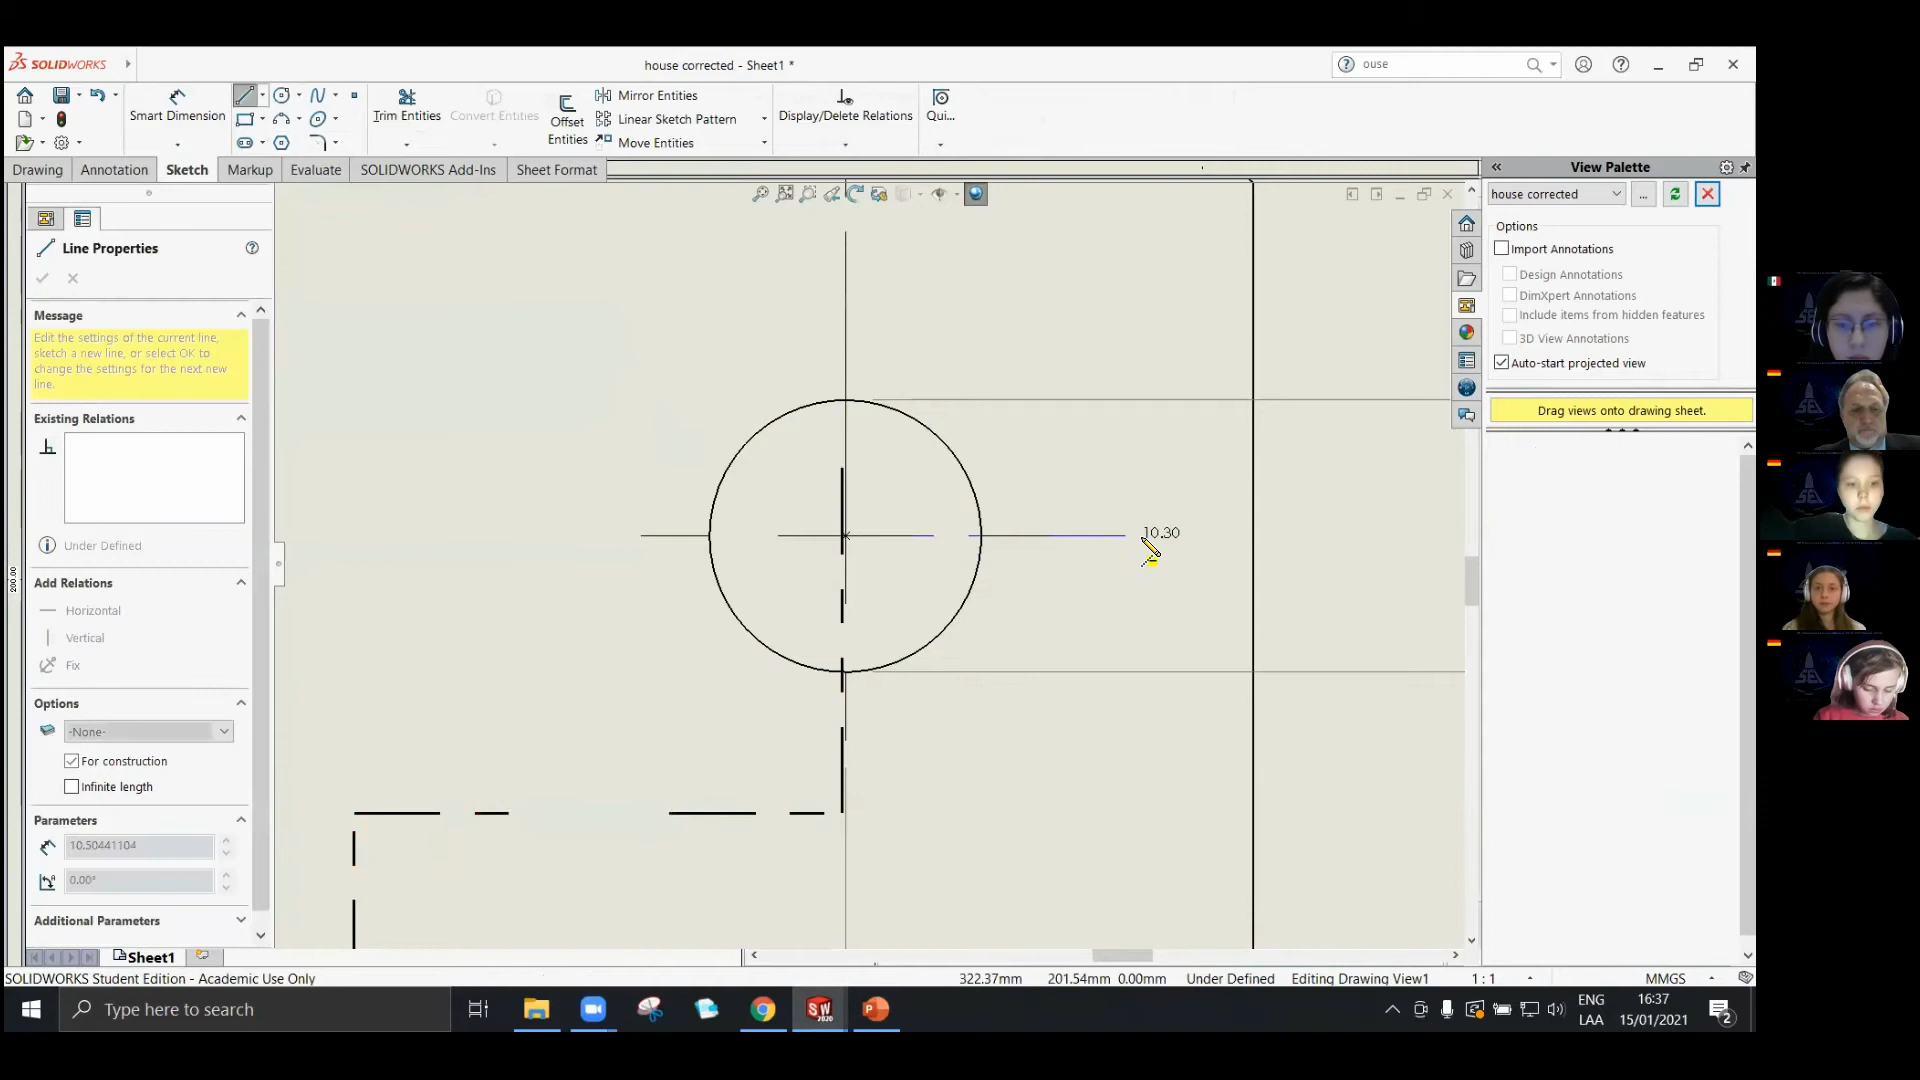 SOLIDWORKS
house corrected - Sheet1 *
ouse
Smart Dimension
Trim Entities
Convert Entities
Offset Entities
Mirror Entities
Linear Sketch Pattern
Move Entities
Display/Delete Relations
Qui...
Drawing
Annotation
Sketch
Markup
Evaluate
SOLIDWORKS Add-Ins
Sheet Format
Line Properties
Message
Edit the settings of the current line,
sketch a new line, or select OK to
change the settings for the next new
line.
Existing Relations
Under Defined
Add Relations
Horizontal
Vertical
Fix
Options
-None-
For construction
Infinite length
Parameters
10.50441104
0.00°
Additional Parameters
200.00
10.30
View Palette
house corrected
...
Options
Import Annotations
Design Annotations
DimXpert Annotations
Include items from hidden features
3D View Annotations
Auto-start projected view
Drag views onto drawing sheet.
Sheet1
SOLIDWORKS Student Edition - Academic Use Only
322.37mm
201.54mm
0.00mm
Under Defined
Editing Drawing View1
1 : 1
MMGS
Type here to search
SW
2020
ENG
LAA
16:37
15/01/2021
2